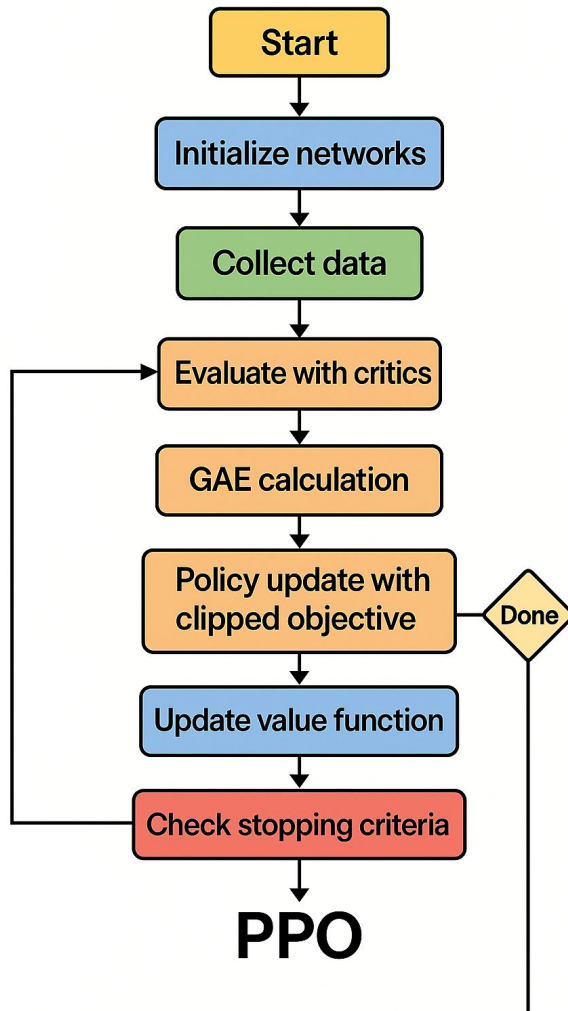 Start
Initialize networks
Collect data
Evaluate with critics
GAE calculation
Policy update with
clipped objective
Done
Update value function
Check stopping criteria
PPO